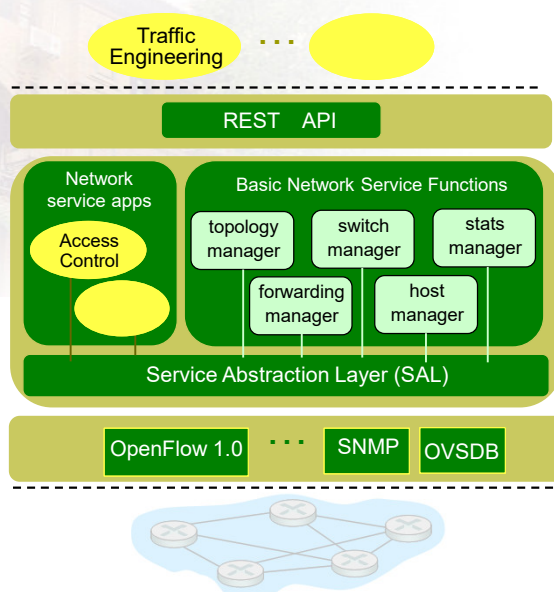 Traffic
Engineering
...
REST API
Network
service apps
Basic Network Service Functions
Access
Control
topology
manager
switch
manager
stats
manager
forwarding
manager
host
manager
Service Abstraction Layer (SAL)
OpenFlow 1.0
...
SNMP
OVSDB